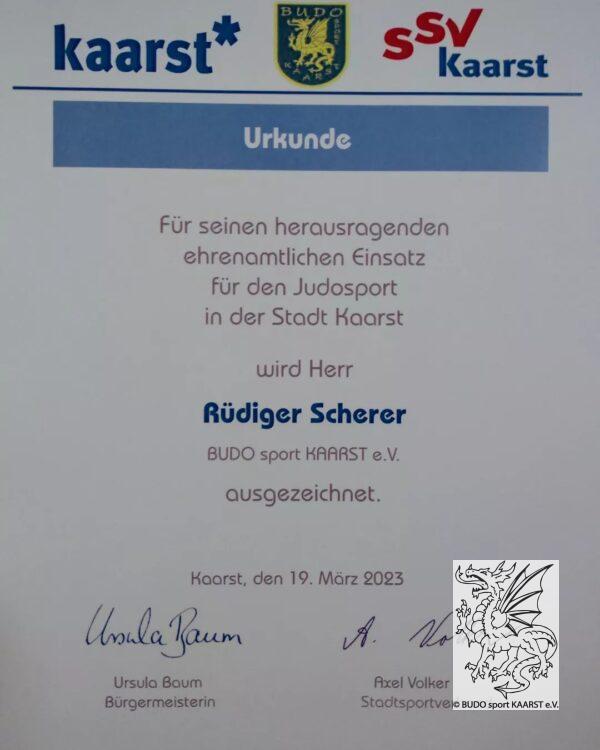 kaarst*
BUDO
SPORT
KAARST
SSV
Kaarst
Urkunde
Für seinen herausragenden
ehrenamtlichen Einsatz
für den Judosport
in der Stadt Kaarst
wird Herr
Rüdiger Scherer
BUDO sport KAARST e.V.
ausgezeichnet.
Kaarst, den 19. März 2023
Ursula Baum
A.
Ursula Baum
Bürgermeisterin
Axel Volker
© BUDO sport KAARST e.V.